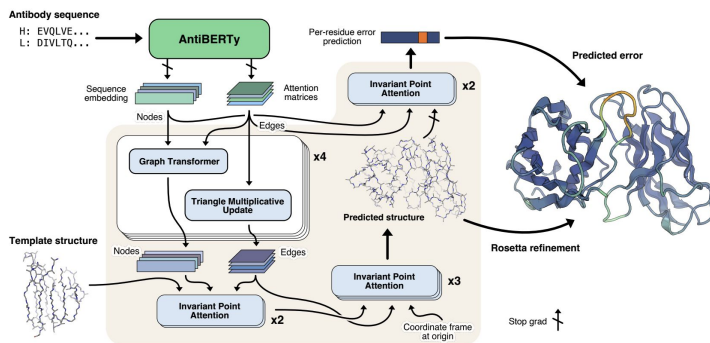 Antibody sequence
H: EVQLVE...
L: DIVLTQ...
AntiBERTy
Per-residue error
prediction
Predicted error
Sequence
embedding
Attention
matrices
Invariant Point
Attention
x2
Nodes
Edges
Graph Transformer
x4
Triangle Multiplicative
Update
Predicted structure
Rosetta refinement
Template structure
Nodes
Edges
Invariant Point
Attention
x3
Invariant Point
Attention
x2
Coordinate frame
at origin
Stop grad